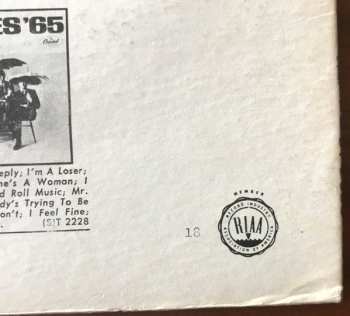 ES '65
Capitol
eply; I'm A Loser;
he's A Woman; I
d Roll Music; Mr.
dy's Trying To Be
on't; I Feel Fine;
. (S)T 2228
18
MEMBER
RECORD INDUSTRY
RIAA
ASSOCIATION OF AMERICA